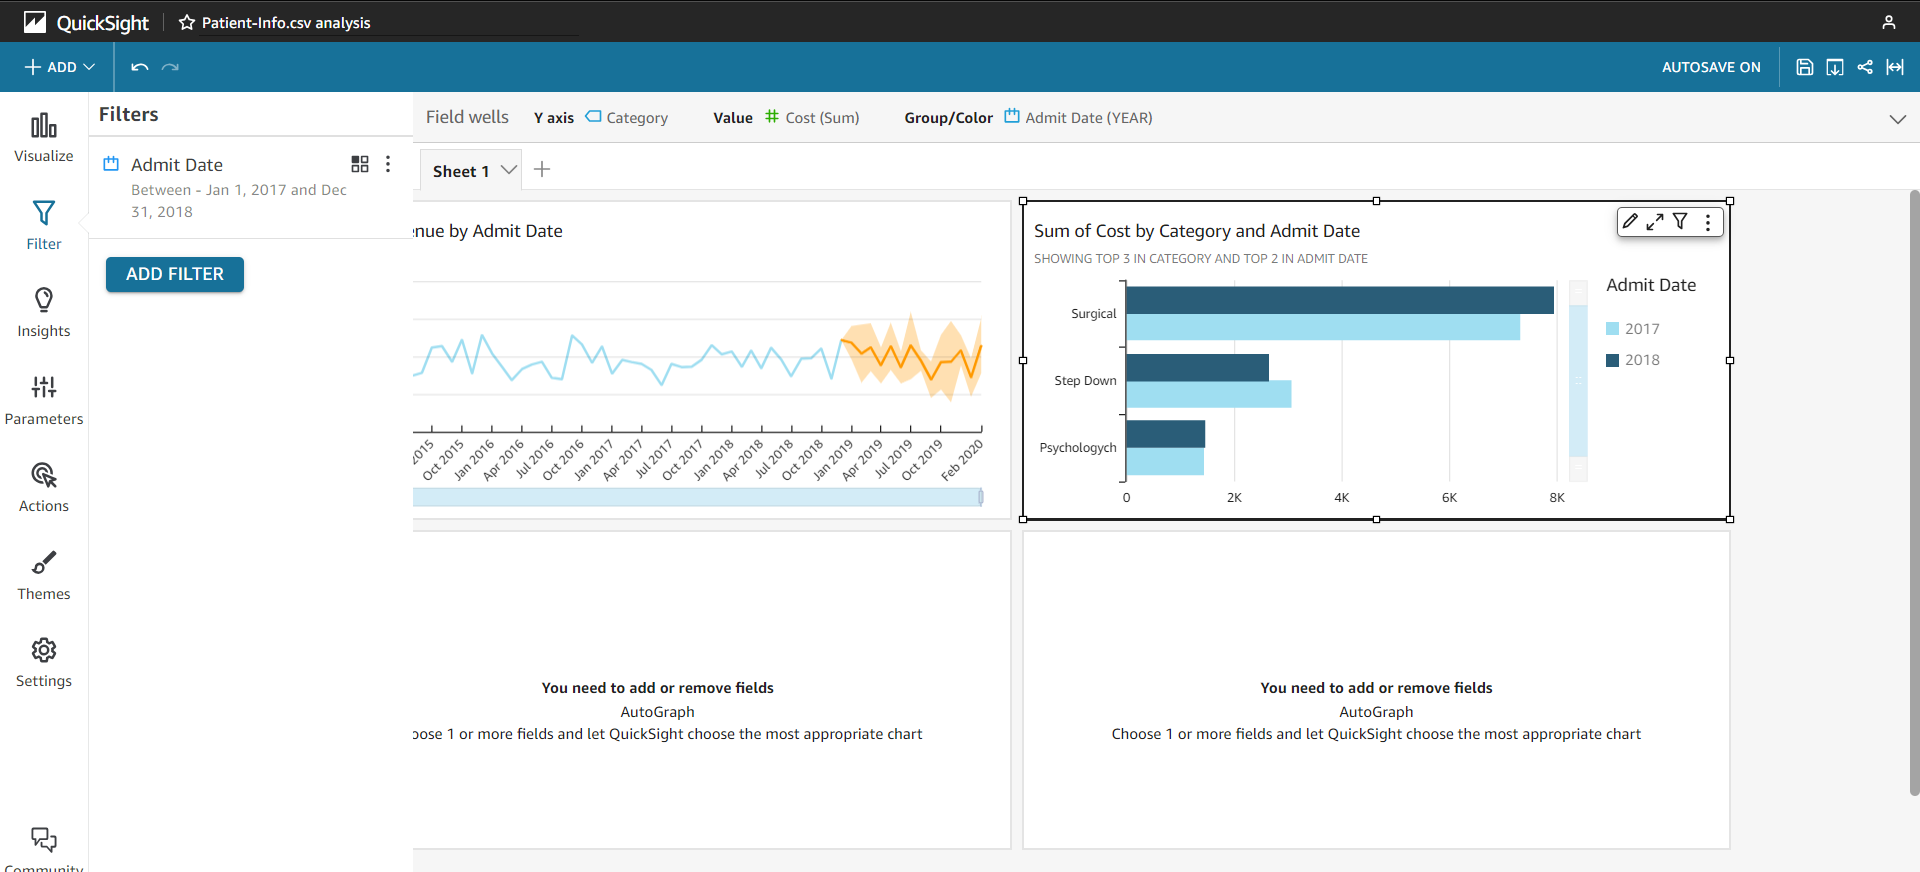 QuickSight
Patient-Info.csv analysis
ADD
AUTOSAVE ON
Visualize
Filter
Insights
Parameters
Actions
Themes
Settings
Community
Filters
Admit Date
Between - Jan 1, 2017 and Dec
31, 2018
ADD FILTER
Field wells Y axis Category Value Cost (Sum) Group/Color Admit Date (YEAR)
Sheet 1
nue by Admit Date
2015 Oct 2015 Jan 2016 Apr 2016 Jul 2016 Oct 2016 Jan 2017 Apr 2017 Jul 2017 Oct 2017 Jan 2018 Apr 2018 Jul 2018 Oct 2018 Jan 2019 Apr 2019 Jul 2019 Oct 2019 Feb 2020
Sum of Cost by Category and Admit Date
SHOWING TOP 3 IN CATEGORY AND TOP 2 IN ADMIT DATE
Surgical
Step Down
Psychologych
0 2K 4K 6K 8K
Admit Date
2017
2018
You need to add or remove fields
AutoGraph
oose 1 or more fields and let QuickSight choose the most appropriate chart
You need to add or remove fields
AutoGraph
Choose 1 or more fields and let QuickSight choose the most appropriate chart